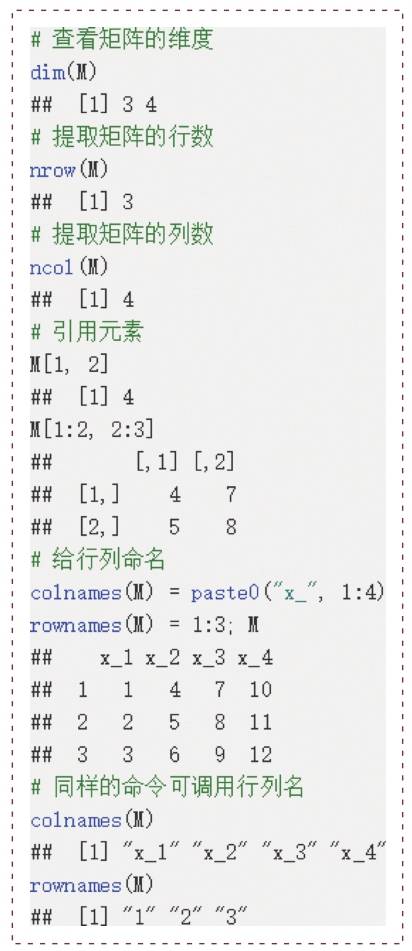 # 查看矩阵的维度
dim(M)
##  [1] 3 4
# 提取矩阵的行数
nrow(M)
##  [1] 3
# 提取矩阵的列数
ncol(M)
##  [1] 4
# 引用元素
M[1, 2]
##  [1] 4
M[1:2, 2:3]
##      [,1] [,2]
##  [1,]    4    7
##  [2,]    5    8
# 给行列命名
colnames(M) = paste0("x_", 1:4)
rownames(M) = 1:3; M
##    x_1 x_2 x_3 x_4
##  1   1   4   7  10
##  2   2   5   8  11
##  3   3   6   9  12
# 同样的命令可调用行列名
colnames(M)
##  [1] "x_1" "x_2" "x_3" "x_4"
rownames(M)
##  [1] "1" "2" "3"